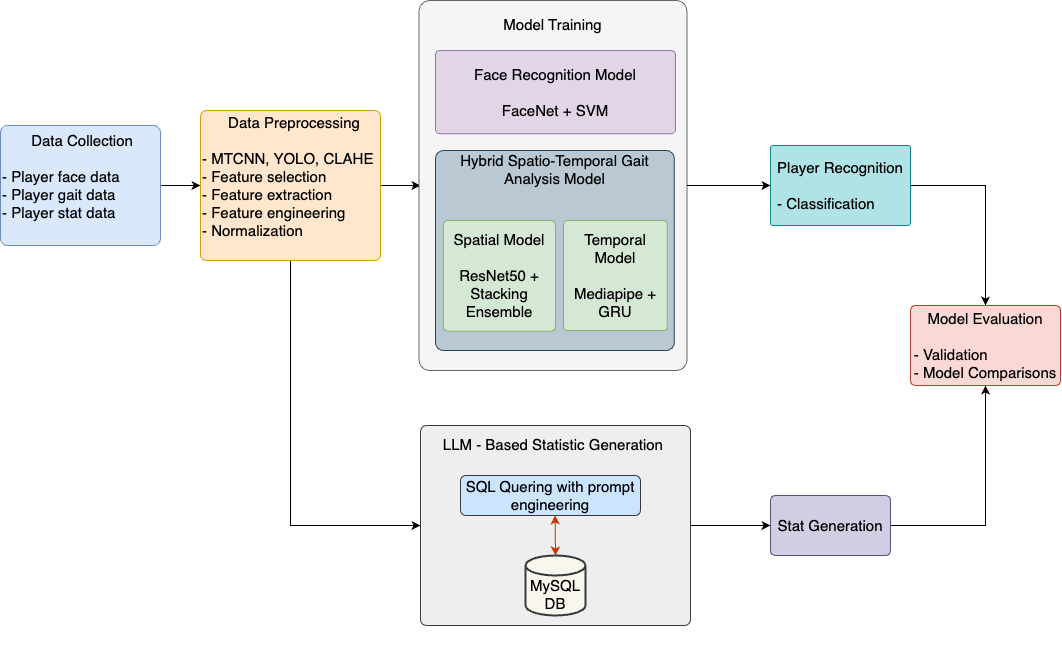 Data Collection
- Player face data
- Player gait data
- Player stat data
Data Preprocessing
- MTCNN, YOLO, CLAHE
- Feature selection
- Feature extraction
- Feature engineering
- Normalization
Model Training
Face Recognition Model
FaceNet + SVM
Hybrid Spatio-Temporal Gait
Analysis Model
Spatial Model
ResNet50 +
Stacking
Ensemble
Temporal
Model
Mediapipe +
GRU
Player Recognition
- Classification
Model Evaluation
- Validation
- Model Comparisons
LLM - Based Statistic Generation
SQL Quering with prompt
engineering
MySQL
DB
Stat Generation